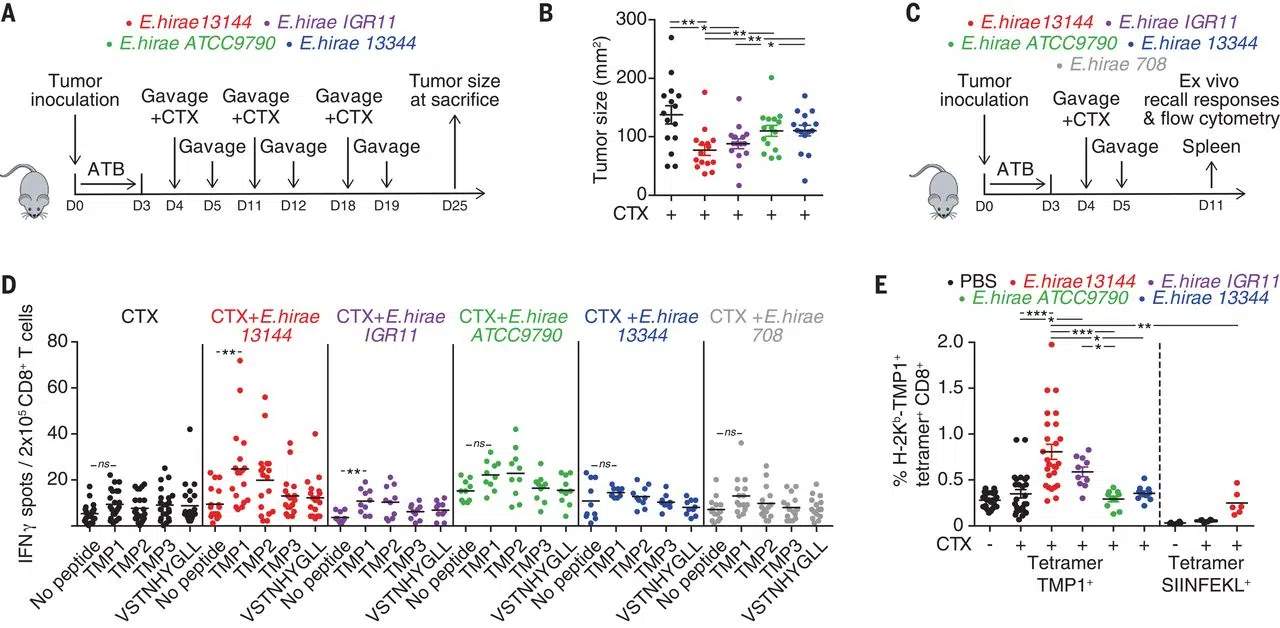 A
• E.hirae13144 • E.hirae IGR11
• E.hirae ATCC9790 • E.hirae 13344
Tumor
inoculation
Gavage
+CTX
Gavage
+CTX
Gavage
+CTX
Tumor size
at sacrifice
ATB
Gavage
Gavage
Gavage
D0
D3
D4
D5
D11
D12
D18
D19
D25
B
Tumor size (mm²)
300
200
100
0
**
*
**
**
*
CTX + + + + +
C
• E.hirae13144 • E.hirae IGR11
• E.hirae ATCC9790 • E.hirae 13344
• E.hirae 708
Tumor
inoculation
Gavage
+CTX
Ex vivo
recall responses
& flow cytometry
ATB
Gavage
Spleen
D0
D3
D4
D5
D11
D
IFNγ spots / 2x10⁵ CD8⁺ T cells
80
60
40
20
CTX
CTX+E.hirae
13144
CTX+E.hirae
IGR11
CTX+E.hirae
ATCC9790
CTX +E.hirae
13344
CTX +E.hirae
708
-ns-
-**-
-**-
-ns-
-ns-
-ns-
No peptide
TMP1
TMP2
TMP3
VSTNHYGLL
No peptide
TMP1
TMP2
TMP3
VSTNHYGLL
No peptide
TMP1
TMP2
TMP3
VSTNHYGLL
No peptide
TMP1
TMP2
TMP3
VSTNHYGLL
No peptide
TMP1
TMP2
TMP3
VSTNHYGLL
No peptide
TMP1
TMP2
TMP3
VSTNHYGLL
E
• PBS • E.hirae13144 • E.hirae IGR11
• E.hirae ATCC9790 • E.hirae 13344
% H-2Kᵇ-TMP1⁺
tetramer⁺ CD8⁺
2.0
1.5
1.0
0.5
0
***
*
**
***
*
*
CTX - + + + + + - + +
Tetramer
TMP1⁺
Tetramer
SIINFEKL⁺